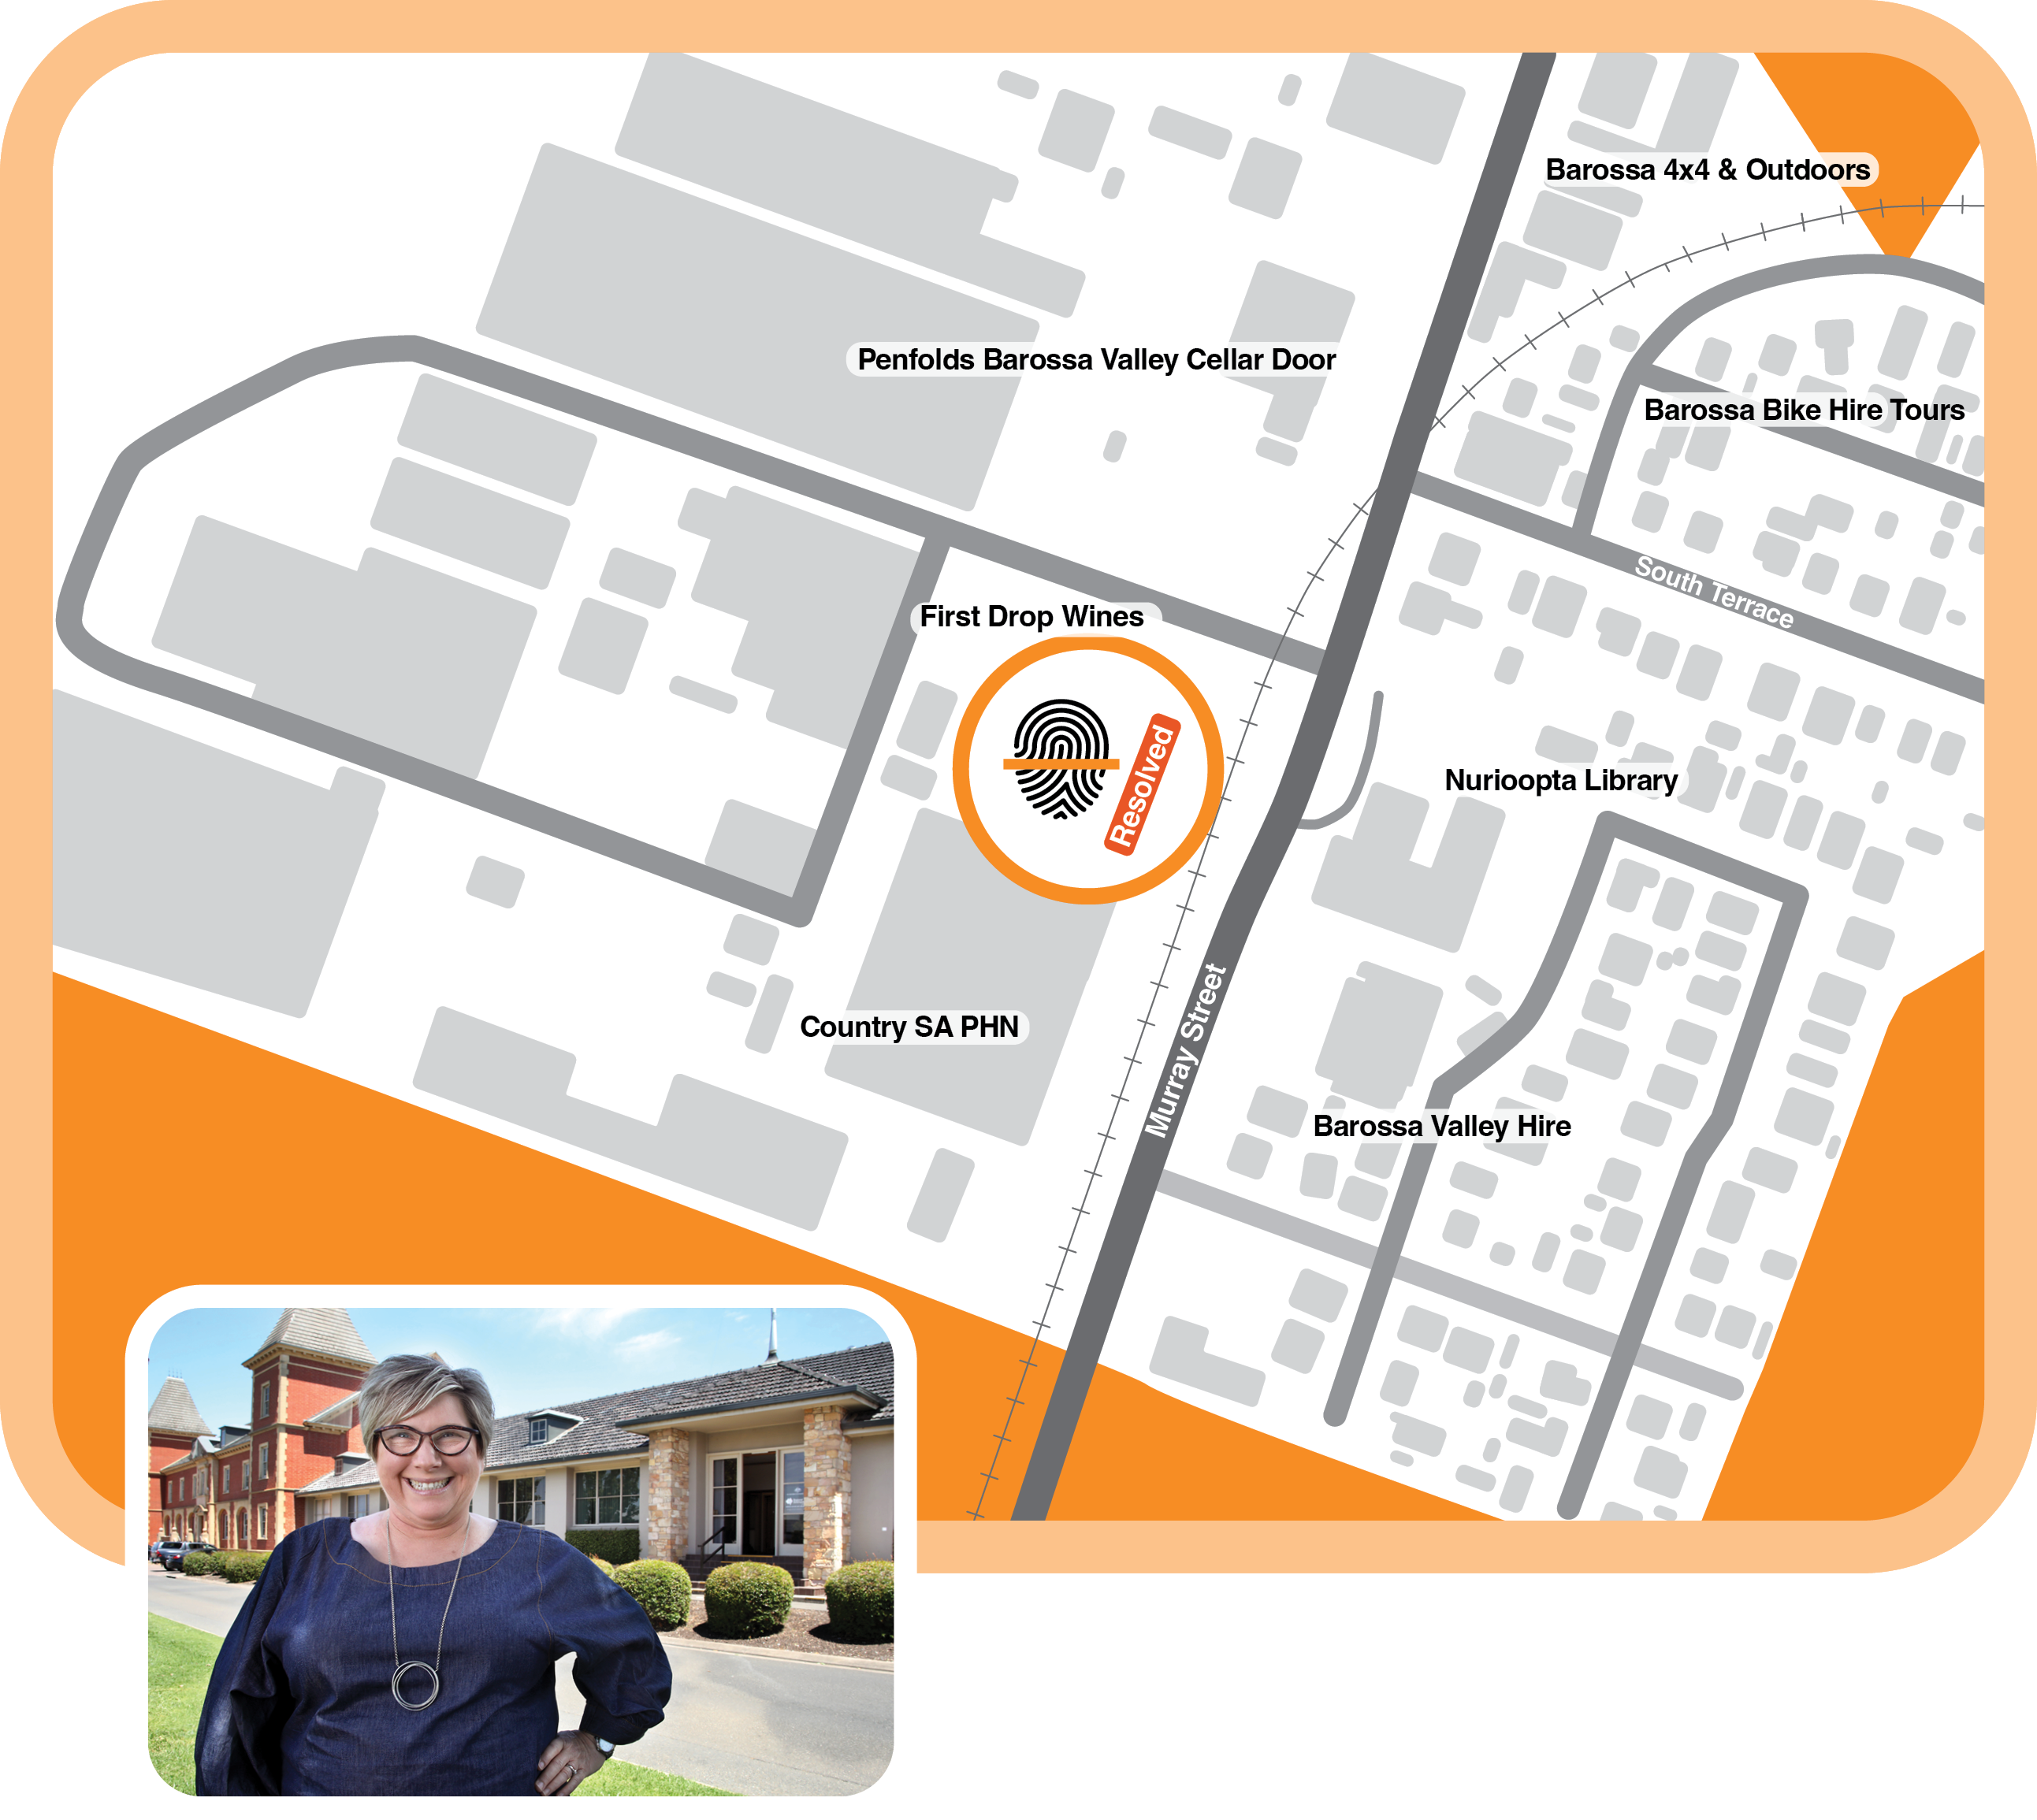 Barossa 4x4 & Outdoors
Penfolds Barossa Valley Cellar Door
Barossa Bike Hire Tours
South Terrace
First Drop Wines
Resolved
Nurioopta Library
Murray Street
Country SA PHN
Barossa Valley Hire